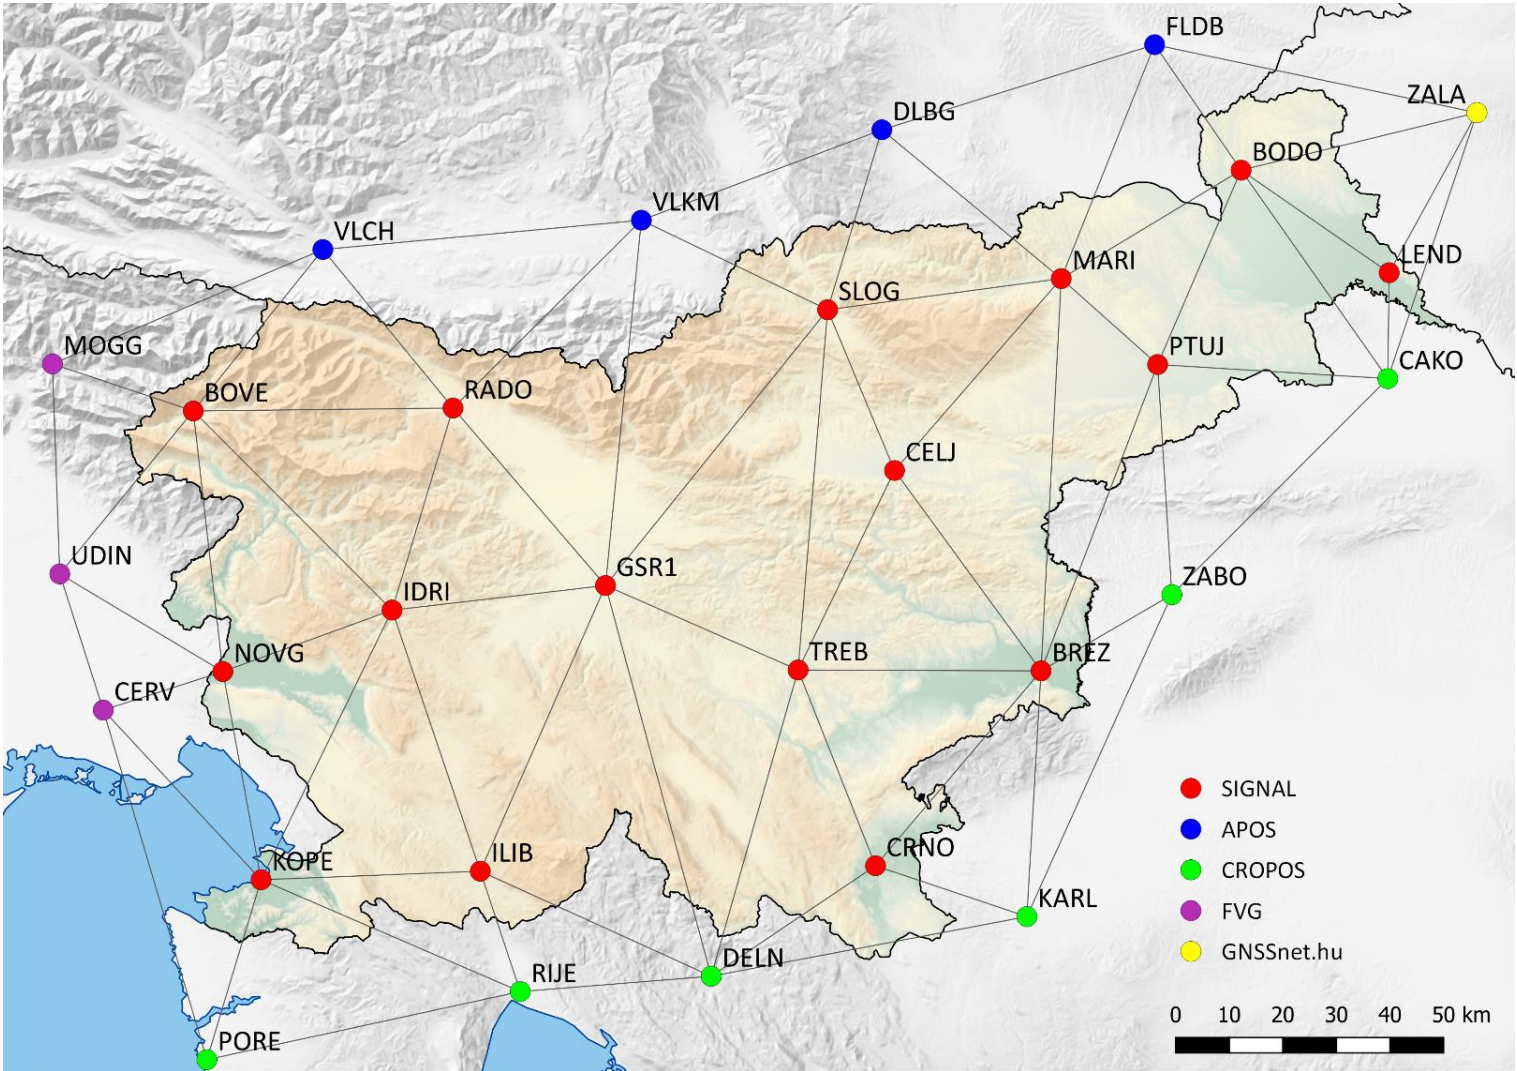 FLDB
ZALA
DLBG
BODO
VLKM
VLCH
LEND
MARI
SLOG
MOGG
PTUJ
CAKO
BOVE
RADO
CELJ
UDIN
GSR1
ZABO
IDRI
NOVG
TREB
BREZ
CERV
SIGNAL
APOS
ILIB
CRNO
KOPE
CROPOS
KARL
FVG
DELN
GNSSnet.hu
RIJE
0 10 20 30 40 50 km
PORE